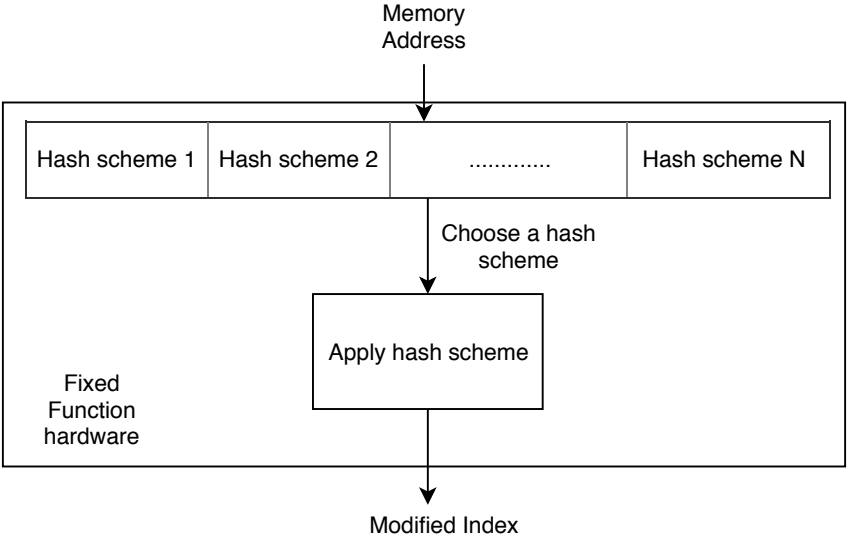 Memory
Address
Hash scheme 1
Hash scheme 2
.............
Hash scheme N
Choose a hash
scheme
Apply hash scheme
Fixed
Function
hardware
Modified Index